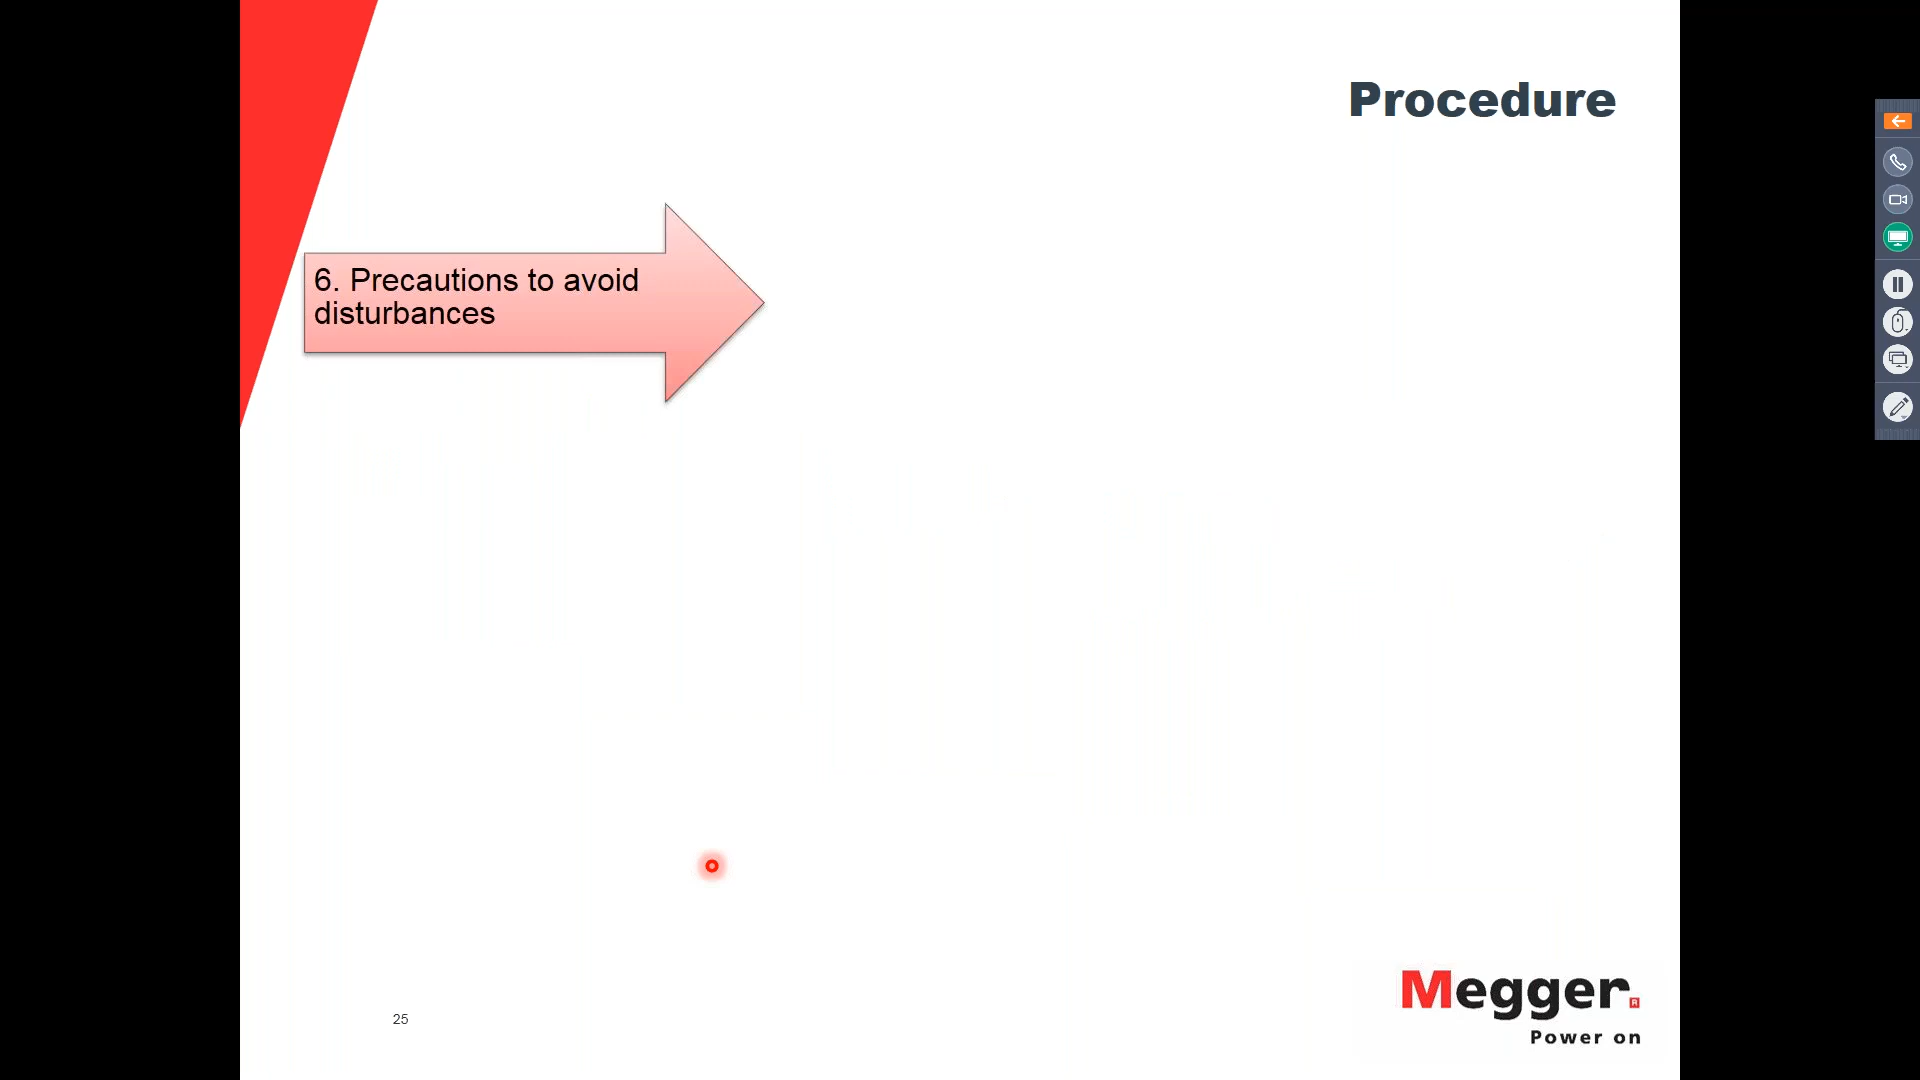 Procedure
6. Precautions to avoid
disturbances
Megger.
R
Power on
25